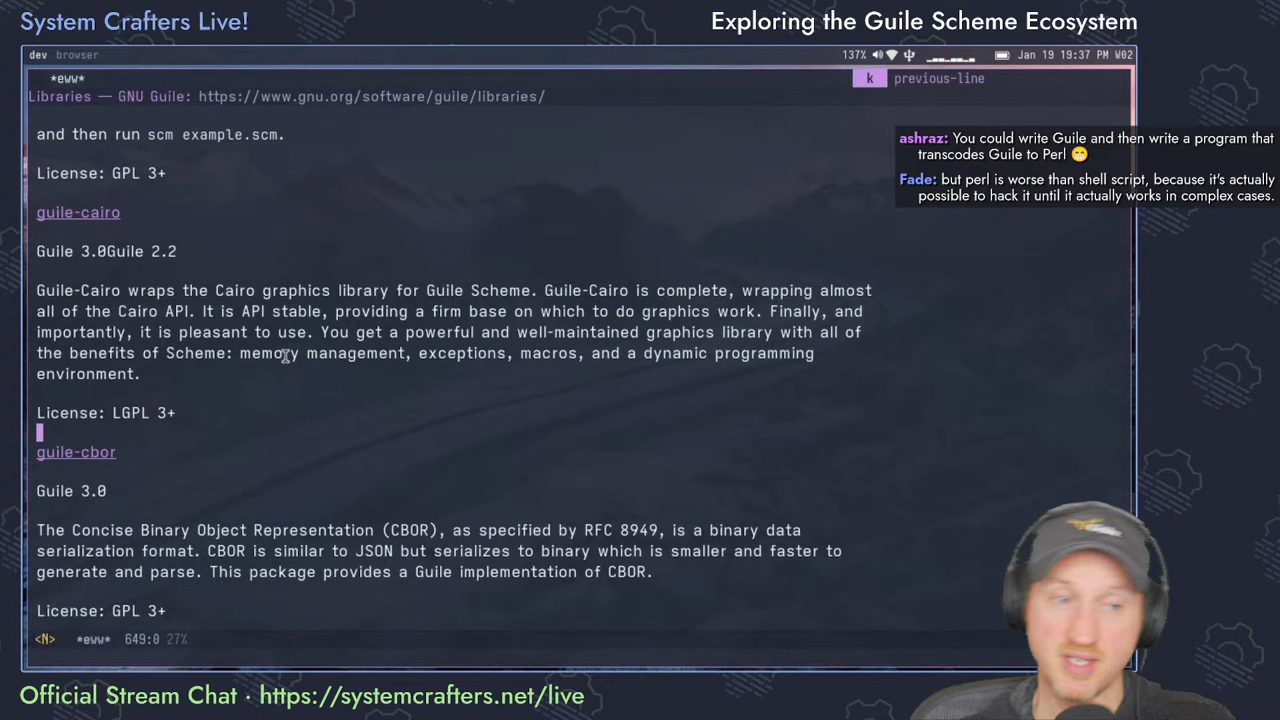 System Crafters Live!
Exploring the Guile Scheme Ecosystem
dev browser
137%
Jan 19 19:37 PM W02
*eww*
k previous-line
Libraries — GNU Guile: https://www.gnu.org/software/guile/libraries/
and then run scm example.scm.
License: GPL 3+
guile-cairo
Guile 3.0Guile 2.2
Guile-Cairo wraps the Cairo graphics library for Guile Scheme. Guile-Cairo is complete, wrapping almost
all of the Cairo API. It is API stable, providing a firm base on which to do graphics work. Finally, and
importantly, it is pleasant to use. You get a powerful and well-maintained graphics library with all of
the benefits of Scheme: memory management, exceptions, macros, and a dynamic programming
environment.
License: LGPL 3+
guile-cbor
Guile 3.0
The Concise Binary Object Representation (CBOR), as specified by RFC 8949, is a binary data
serialization format. CBOR is similar to JSON but serializes to binary which is smaller and faster to
generate and parse. This package provides a Guile implementation of CBOR.
License: GPL 3+
<N> *eww* 649:0 27%
ashraz: You could write Guile and then write a program that
transcodes Guile to Perl 😁
Fade: but perl is worse than shell script, because it's actually
possible to hack it until it actually works in complex cases.
Official Stream Chat · https://systemcrafters.net/live